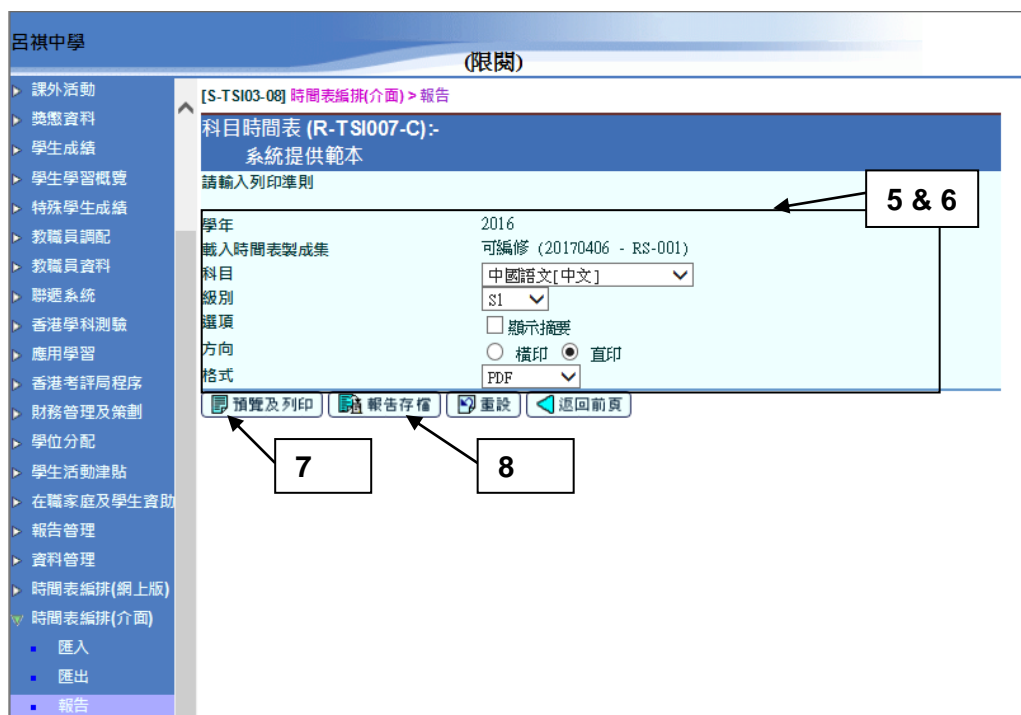 呂祺中學
(限閱)
課外活動
獎懲資料
學生成績
學生學習概覽
特殊學生成績
教職員調配
教職員資料
聯遞系統
香港學科測驗
應用學習
香港考評局程序
財務管理及策劃
學位分配
學生活動津貼
在職家庭及學生資助
報告管理
資料管理
時間表編排(網上版)
時間表編排(介面)
匯入
匯出
報告
[S-TSI03-08] 時間表編排(介面) > 報告
科目時間表 (R-TSI007-C):-
系統提供範本
請輸入列印準則
5 & 6
學年 2016
載入時間表製成集 可編修 (20170406 - RS-001)
科目 中國語文[中文]
級別 S1
選項 顯示摘要
方向 橫印 直印
格式 PDF
預覽及列印 報告存檔 重設 返回前頁
7 8